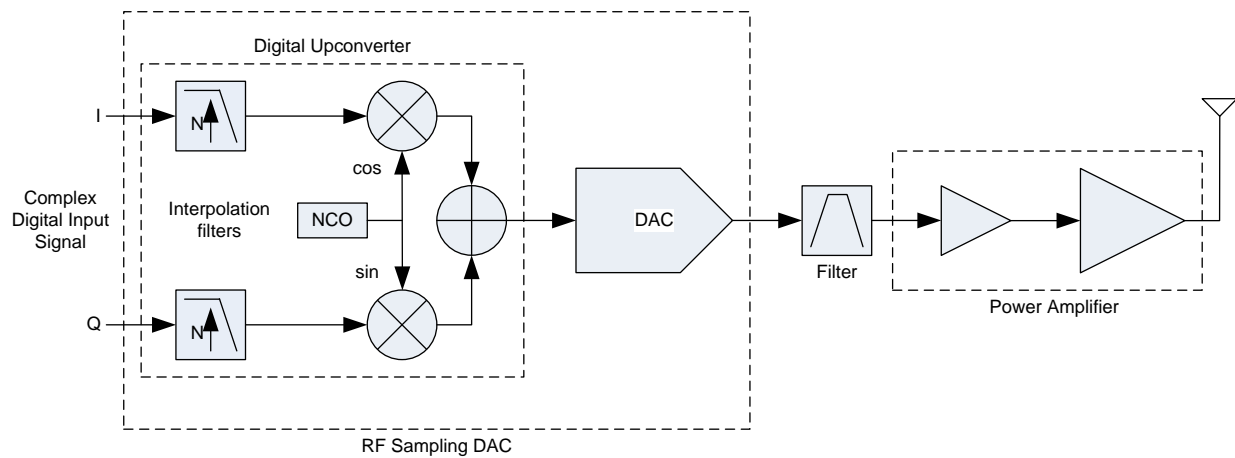 Digital Upconverter
I
N
cos
Complex
Digital Input
Signal
Interpolation
filters
NCO
DAC
sin
Filter
Q
N
Power Amplifier
RF Sampling DAC